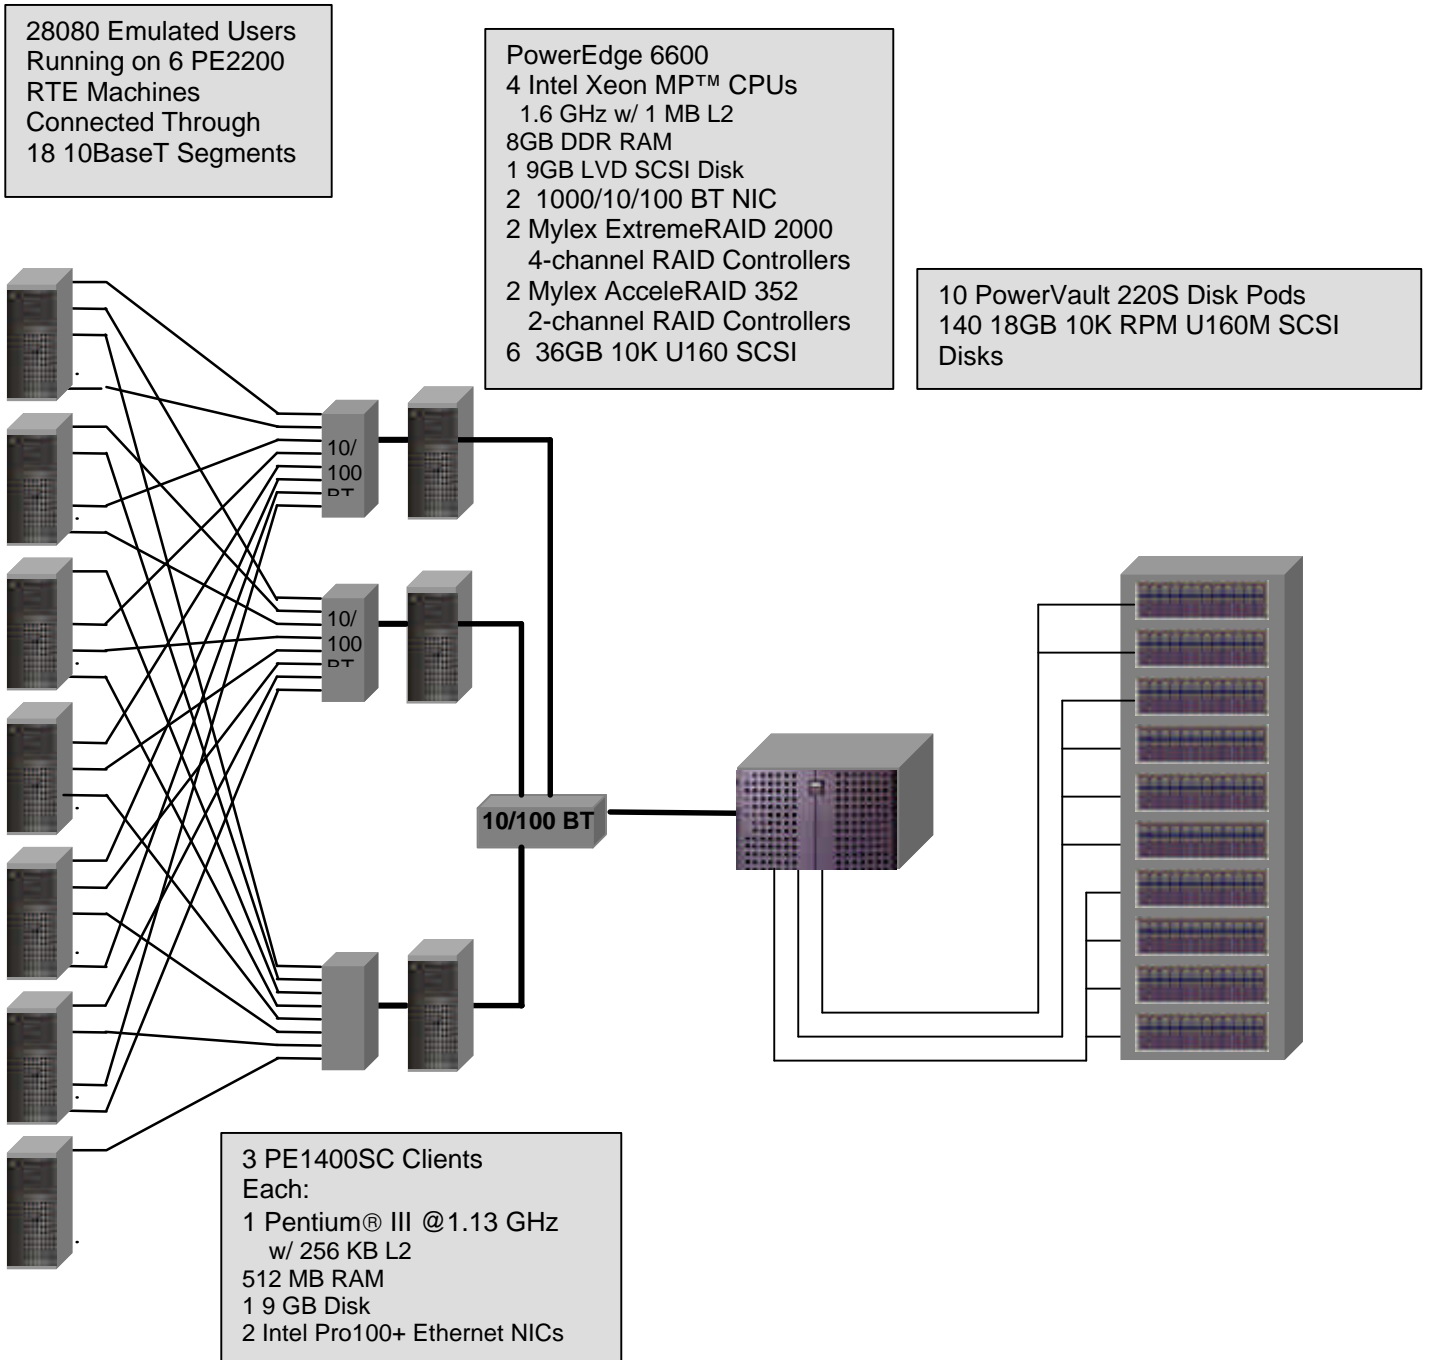 28080 Emulated Users
Running on 6 PE2200
RTE Machines
Connected Through
18 10BaseT Segments
PowerEdge 6600
4 Intel Xeon MP™ CPUs
1.6 GHz w/ 1 MB L2
8GB DDR RAM
1 9GB LVD SCSI Disk
2 1000/10/100 BT NIC
2 Mylex ExtremeRAID 2000
4-channel RAID Controllers
2 Mylex AcceleRAID 352
2-channel RAID Controllers
6 36GB 10K U160 SCSI
10 PowerVault 220S Disk Pods
140 18GB 10K RPM U160M SCSI
Disks
10/
100
BT
10/
100
BT
10/100 BT
3 PE1400SC Clients
Each:
1 Pentium® III @1.13 GHz
w/ 256 KB L2
512 MB RAM
1 9 GB Disk
2 Intel Pro100+ Ethernet NICs